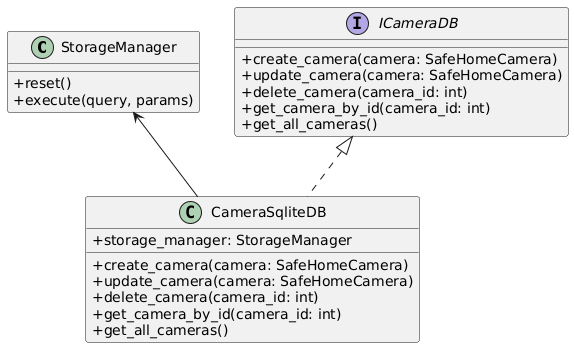 C StorageManager
+reset()
+execute(query, params)
I ICameraDB
+create_camera(camera: SafeHomeCamera)
+update_camera(camera: SafeHomeCamera)
+delete_camera(camera_id: int)
+get_camera_by_id(camera_id: int)
+get_all_cameras()
C CameraSqliteDB
+storage_manager: StorageManager
+create_camera(camera: SafeHomeCamera)
+update_camera(camera: SafeHomeCamera)
+delete_camera(camera_id: int)
+get_camera_by_id(camera_id: int)
+get_all_cameras()